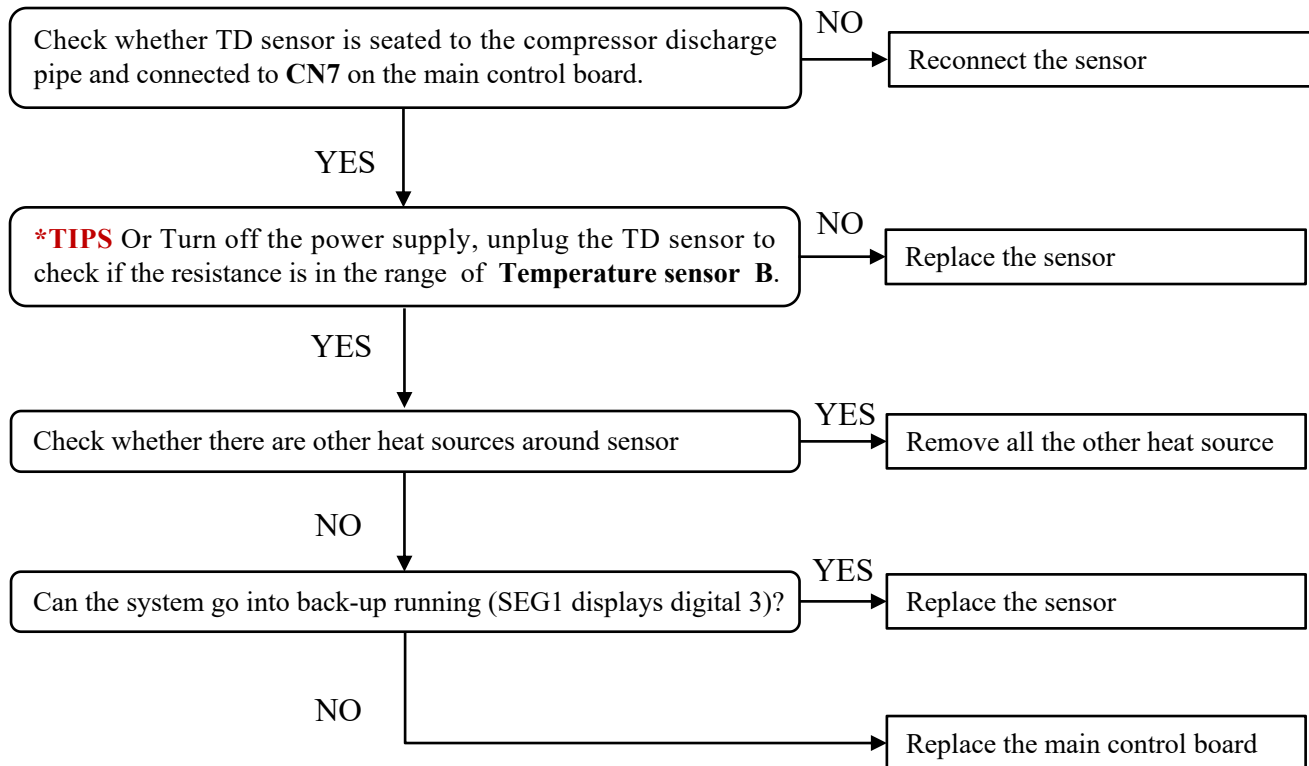 Check whether TD sensor is seated to the compressor discharge
pipe and connected to CN7 on the main control board.
NO
Reconnect the sensor
YES
*TIPS Or Turn off the power supply, unplug the TD sensor to
check if the resistance is in the range of Temperature sensor B.
NO
Replace the sensor
YES
Check whether there are other heat sources around sensor
YES
Remove all the other heat source
NO
Can the system go into back-up running (SEG1 displays digital 3)?
YES
Replace the sensor
NO
Replace the main control board